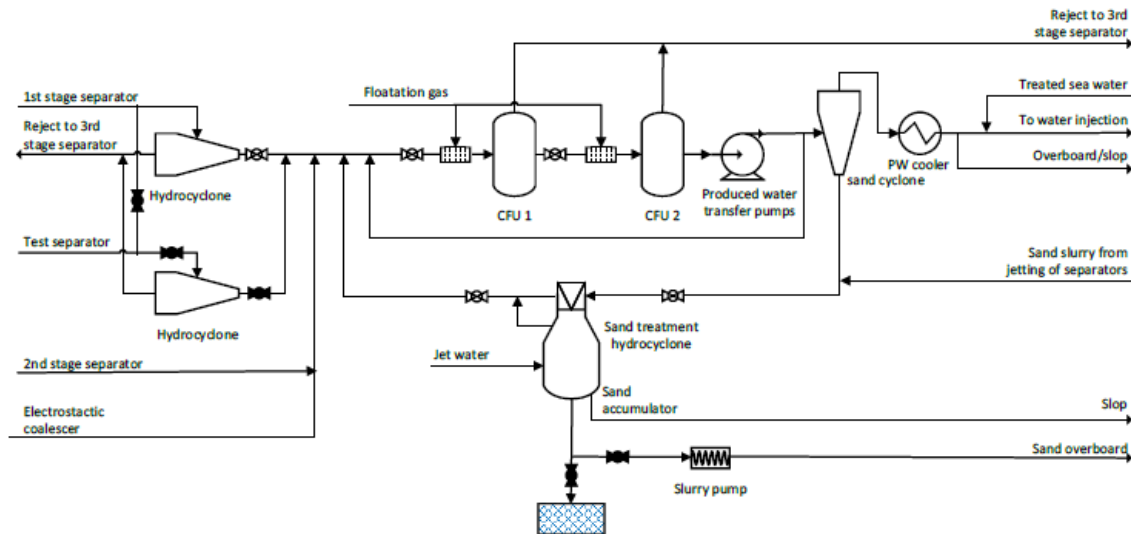 Reject to 3rd
stage separator
1st stage separator
Floatation gas
Treated sea water
Reject to 3rd
stage separator
To water injection
PW cooler
Overboard/slop
sand cyclone
Hydrocyclone
Produced water
transfer pumps
CFU 1
CFU 2
Test separator
Sand slurry from
jetting of separators
Hydrocyclone
Sand treatment
hydrocyclone
2nd stage separator
Jet water
Sand
accumulator
Slop
Electrostactic
coalescer
Sand overboard
Slurry pump